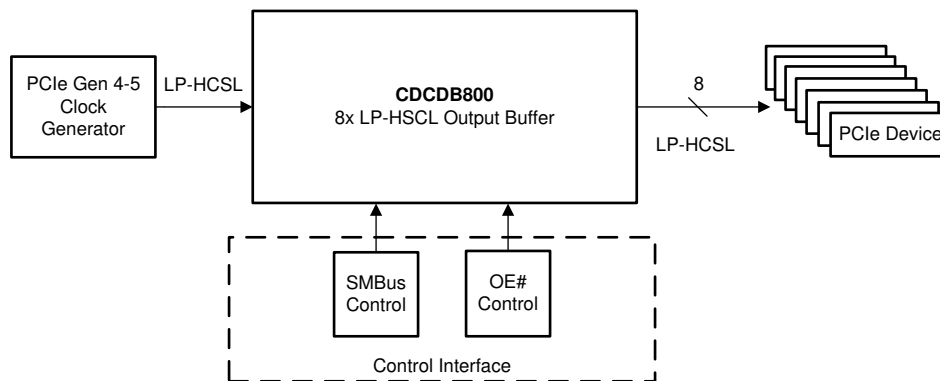 PCIe Gen 4-5
Clock
Generator
LP-HCSL
CDCDB800
8x LP-HSCL Output Buffer
8
LP-HCSL
PCIe Device
SMBus
Control
OE#
Control
Control Interface